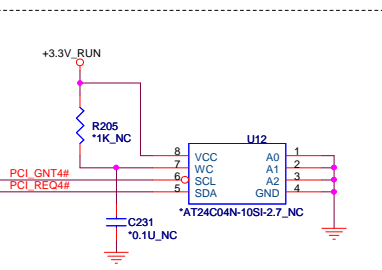 +3.3V_RUN
R205
*1K_NC
U12
8 VCC A0 1
7 WC A1 2
PCI_GNT4# 6 SCL A2 3
PCI_REQ4# 5 SDA GND 4
*AT24C04N-10SI-2.7_NC
C231
*0.1U_NC